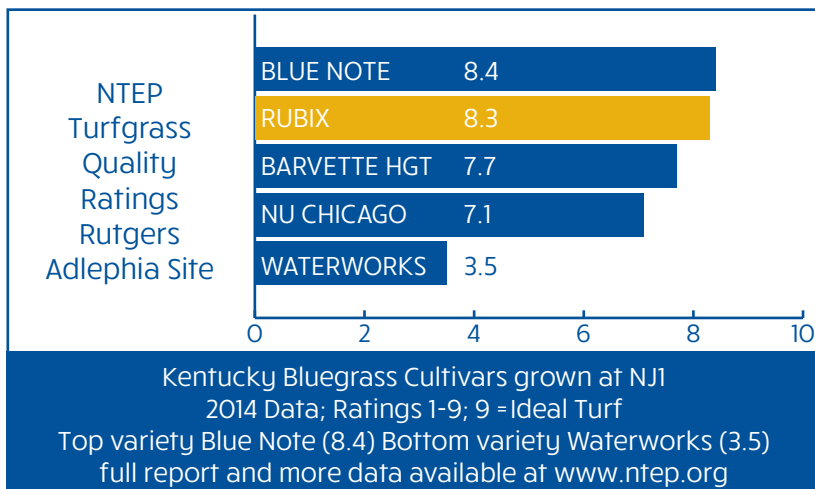 NTEP
Turfgrass
Quality
Ratings
Rutgers
Adlephia Site
BLUE NOTE 8.4
RUBIX 8.3
BARVETTE HGT 7.7
NU CHICAGO 7.1
WATERWORKS 3.5
0 2 4 6 8 10
Kentucky Bluegrass Cultivars grown at NJ1
2014 Data; Ratings 1-9; 9 =Ideal Turf
Top variety Blue Note (8.4) Bottom variety Waterworks (3.5)
full report and more data available at www.ntep.org